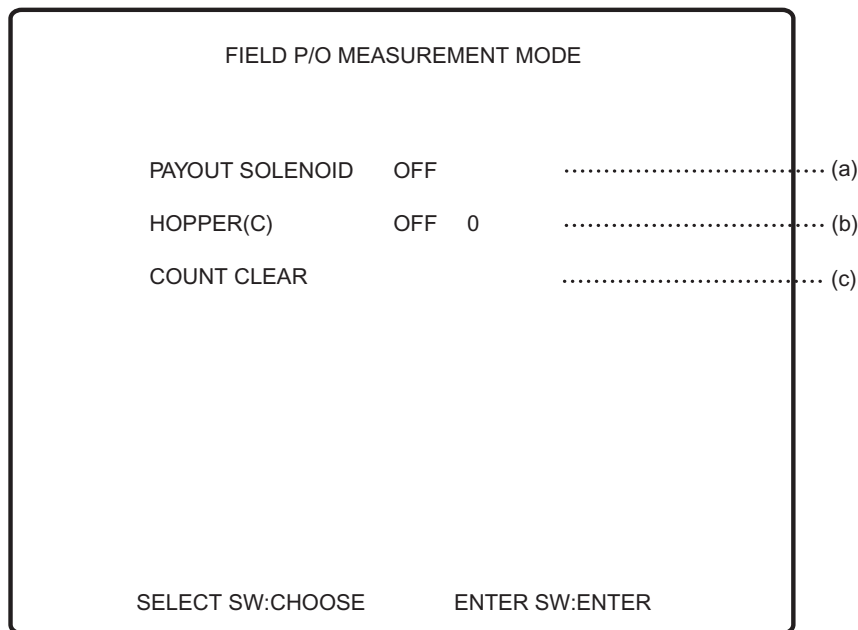 FIELD P/O MEASUREMENT MODE
PAYOUT SOLENOID OFF ................................. (a)
HOPPER(C) OFF 0 ................................. (b)
COUNT CLEAR ................................. (c)
SELECT SW:CHOOSE ENTER SW:ENTER